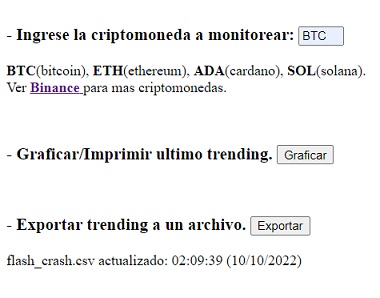 - Ingrese la criptomoneda a monitorear: BTC
BTC(bitcoin), ETH(ethereum), ADA(cardano), SOL(solana).
Ver Binance para mas criptomonedas.
- Graficar/Imprimir ultimo trending. Graficar
- Exportar trending a un archivo. Exportar
flash_crash.csv actualizado: 02:09:39 (10/10/2022)